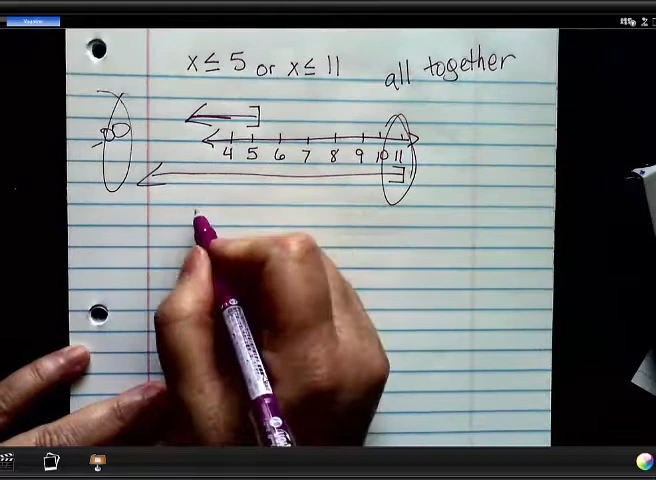 x ≤ 5 or x ≤ 11 all together
]
-∞
4 5 6 7 8 9 10 11
]